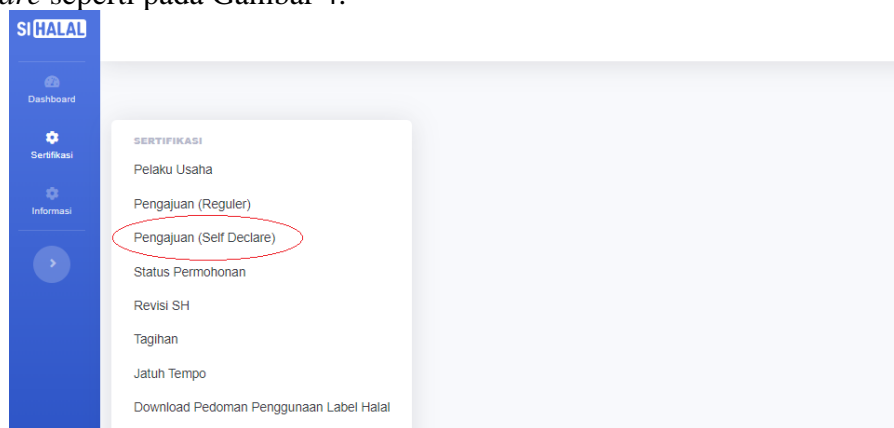 are seperti pada Gambar 4.
SI HALAL
Dashboard
Sertifikasi
Informasi
SERTIFIKASI
Pelaku Usaha
Pengajuan (Reguler)
Pengajuan (Self Declare)
Status Permohonan
Revisi SH
Tagihan
Jatuh Tempo
Download Pedoman Penggunaan Label Halal